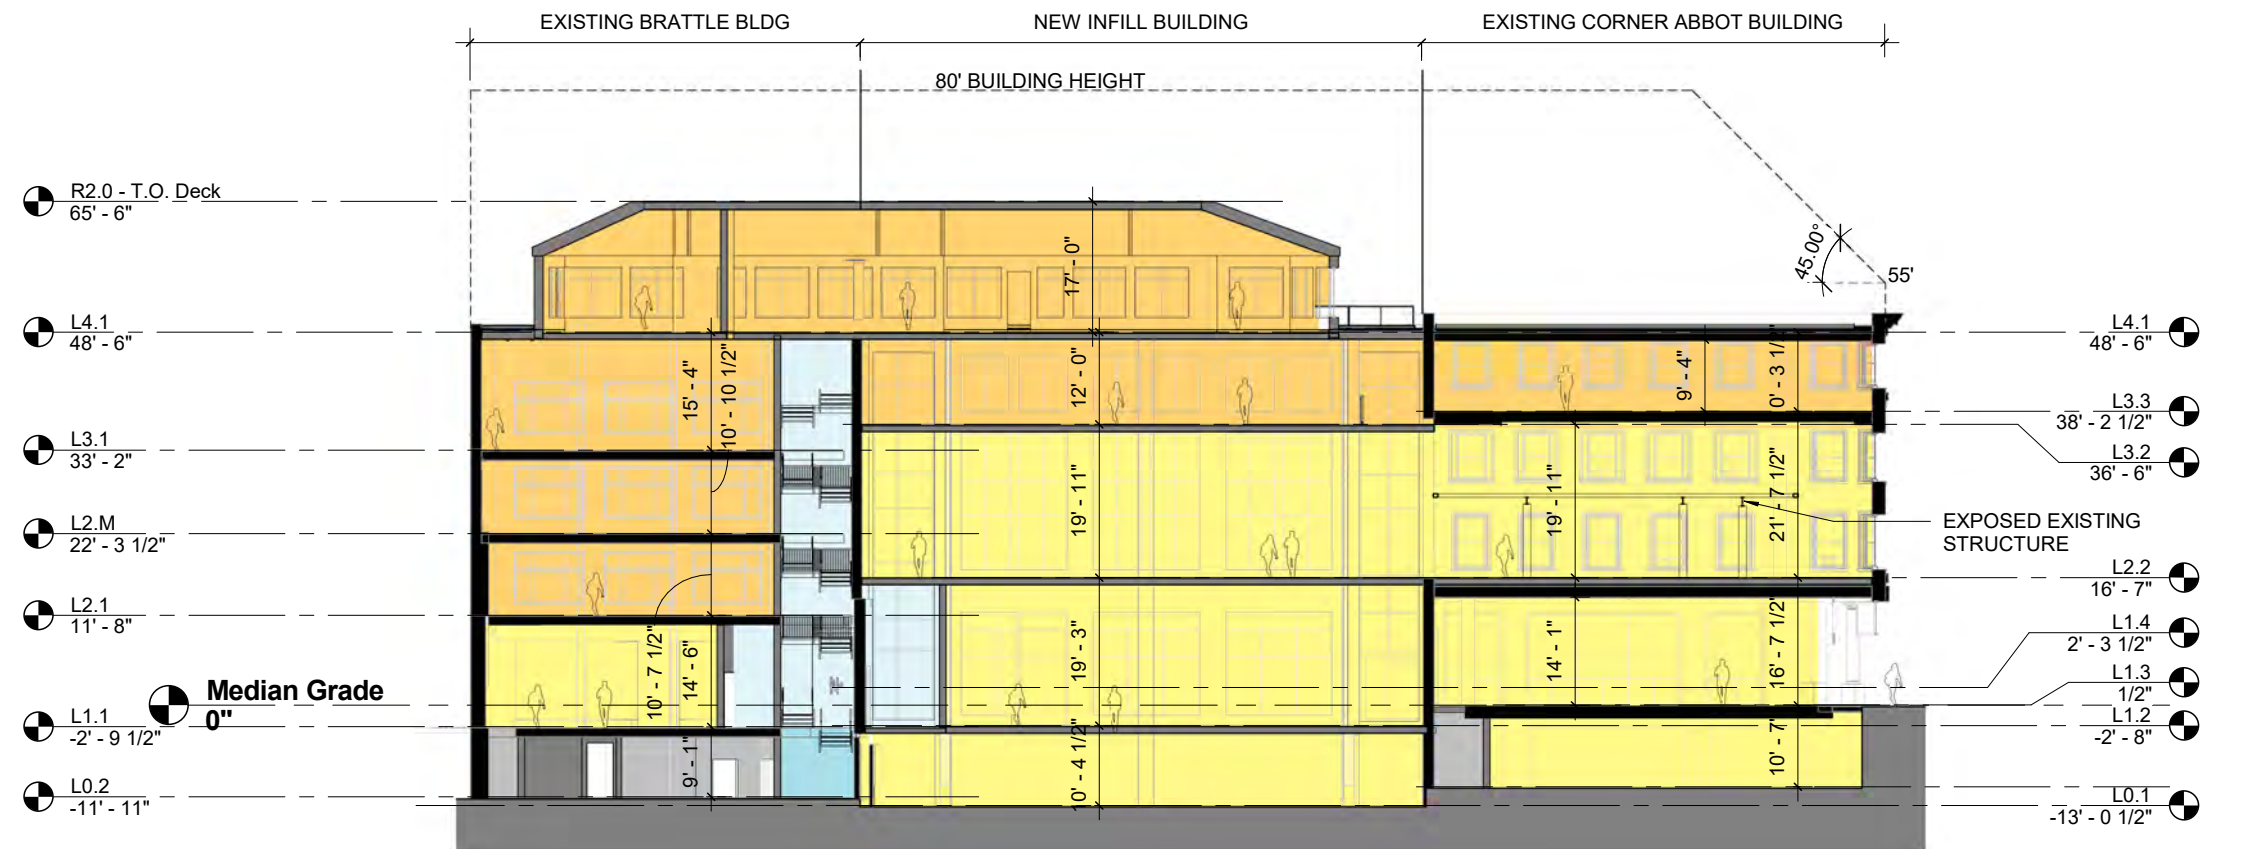 EXISTING BRATTLE BLDG
NEW INFILL BUILDING
EXISTING CORNER ABBOT BUILDING
80' BUILDING HEIGHT
R2.0 - T.O. Deck
65' - 6"
45.00°
55'
17' - 0"
L4.1
48' - 6"
L4.1
48' - 6"
15' - 4"
10' - 10 1/2"
12' - 0"
9' - 4"
0' - 3 1/2"
L3.3
38' - 2 1/2"
L3.1
33' - 2"
L3.2
36' - 6"
19' - 11"
19' - 11"
21' - 7 1/2"
L2.M
22' - 3 1/2"
EXPOSED EXISTING
STRUCTURE
L2.2
16' - 7"
L2.1
11' - 8"
10' - 7 1/2"
14' - 6"
19' - 3"
14' - 1"
16' - 7 1/2"
L1.4
2' - 3 1/2"
L1.3
1/2"
Median Grade
0"
L1.1
-2' - 9 1/2"
L1.2
-2' - 8"
9' - 1"
10' - 4 1/2"
10' - 7"
L0.2
-11' - 11"
L0.1
-13' - 0 1/2"